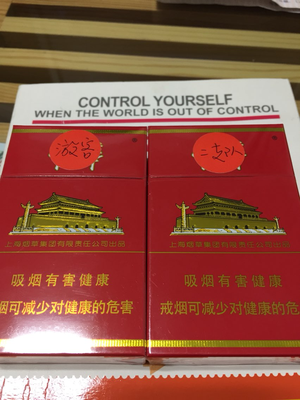 CONTROL YOURSELF
WHEN THE WORLD IS OUT OF CONTROL
二支队
上海烟草集团有限责任公司出品
上海烟草集团有限责任公司出品
吸烟有害健康
吸烟有害健康
烟可减少对健康的危害
戒烟可减少对健康的危